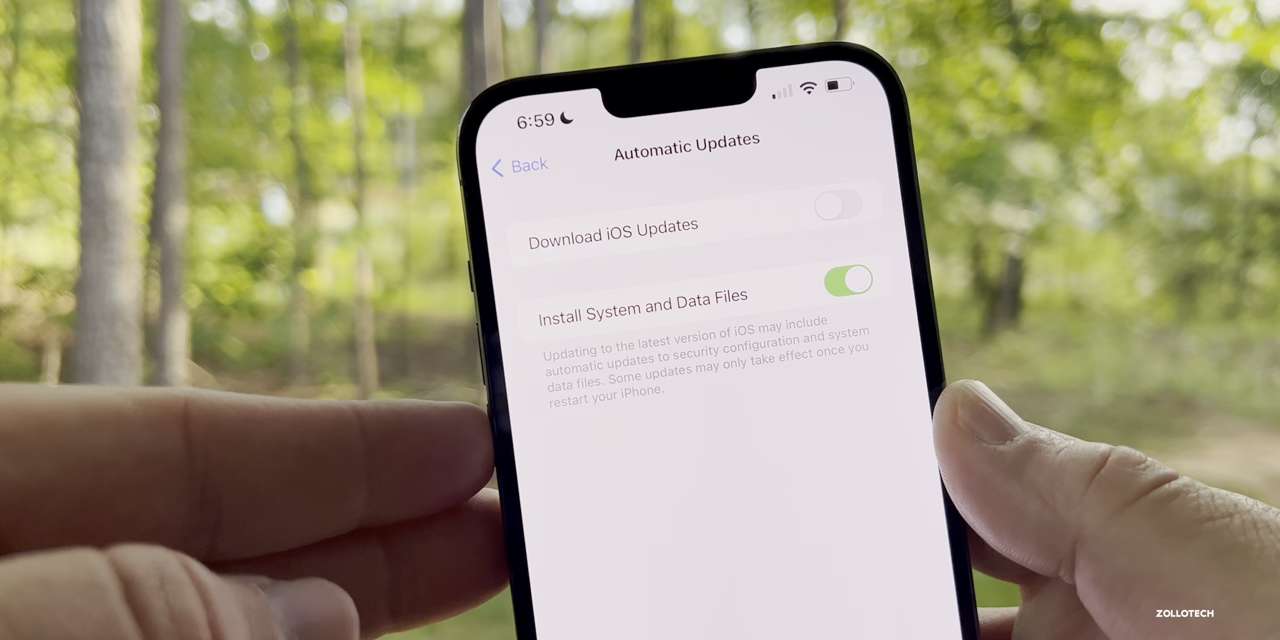 6:59
Back
Automatic Updates
Download iOS Updates
Install System and Data Files
Updating to the latest version of iOS may include
automatic updates to security configuration and system
data files. Some updates may only take effect once you
restart your iPhone.
ZOLLOTECH